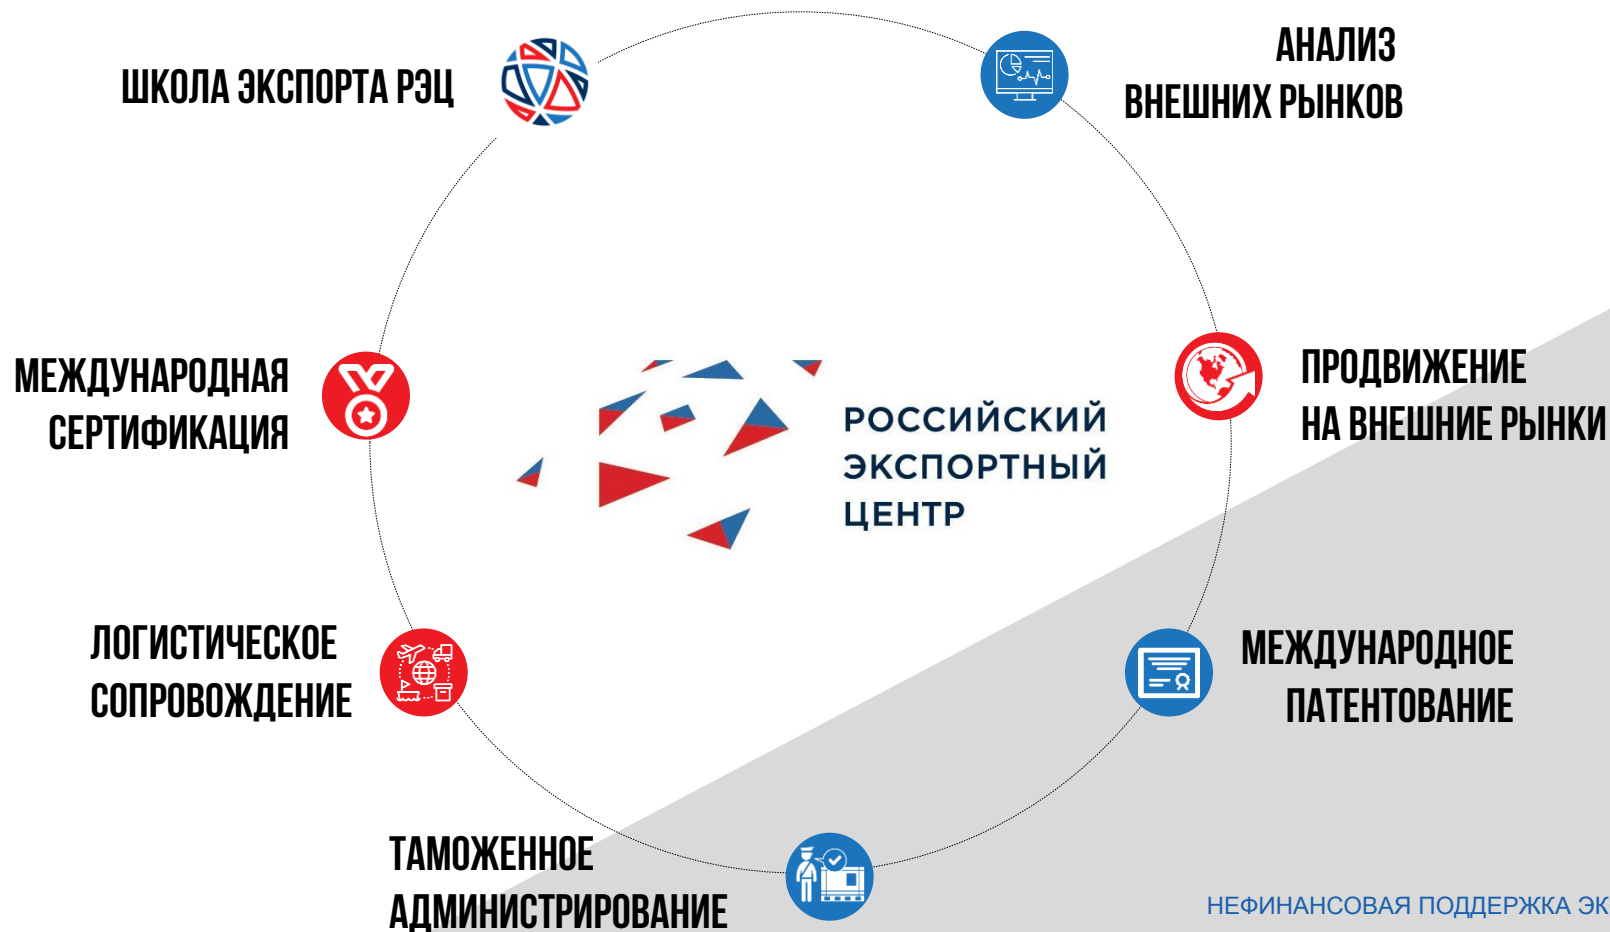 ШКОЛА ЭКСПОРТА РЭЦ
АНАЛИЗ
ВНЕШНИХ РЫНКОВ
МЕЖДУНАРОДНАЯ
СЕРТИФИКАЦИЯ
РОССИЙСКИЙ
ЭКСПОРТНЫЙ
ЦЕНТР
ПРОДВИЖЕНИЕ
НА ВНЕШНИЕ РЫНКИ
ЛОГИСТИЧЕСКОЕ
СОПРОВОЖДЕНИЕ
МЕЖДУНАРОДНОЕ
ПАТЕНТОВАНИЕ
ТАМОЖЕННОЕ
АДМИНИСТРИРОВАНИЕ
НЕФИНАНСОВАЯ ПОДДЕРЖКА ЭК